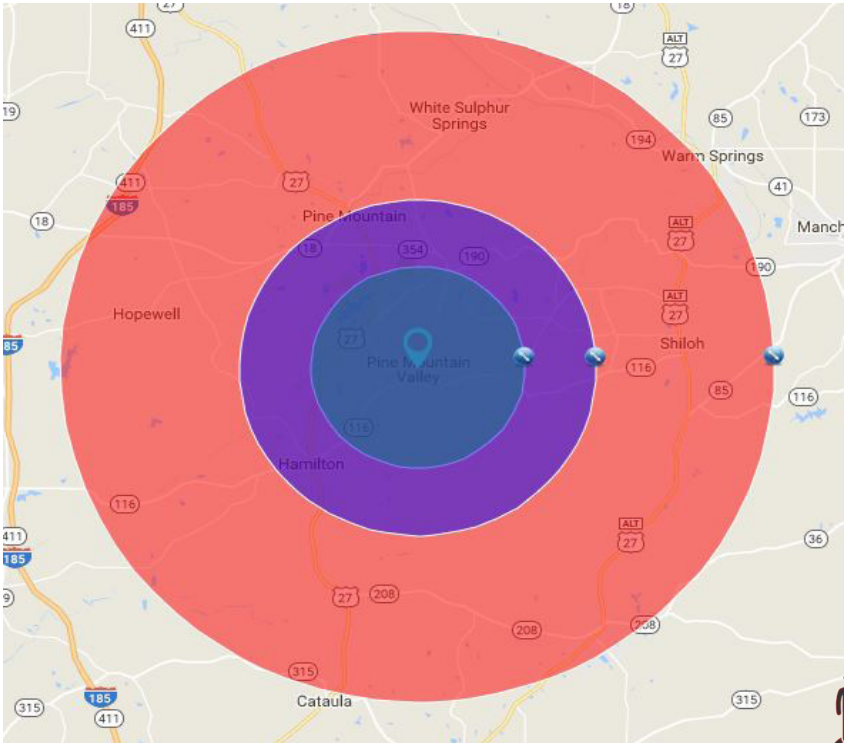 27
18
411
ALT
27
19
White Sulphur
Springs
85
173
194
Warm Springs
411
27
41
185
18
Pine Mountain
ALT
27
Manch
18
354
190
190
Hopewell
ALT
27
27
85
Shiloh
Pine Mountain
Valley
116
85
116
116
Hamilton
116
ALT
27
411
36
185
9
27
208
208
208
315
185
Cataula
315
315
411